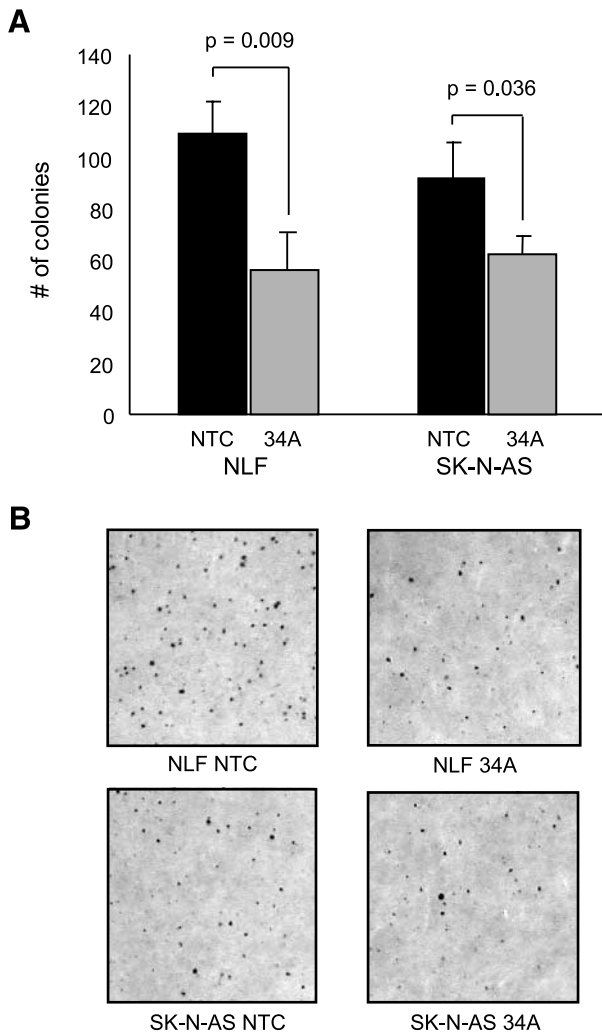 A
p = 0.009
p = 0.036
# of colonies
140
120
100
80
60
40
20
0
NTC 34A NTC 34A
NLF SK-N-AS
B
NLF NTC NLF 34A
SK-N-AS NTC SK-N-AS 34A